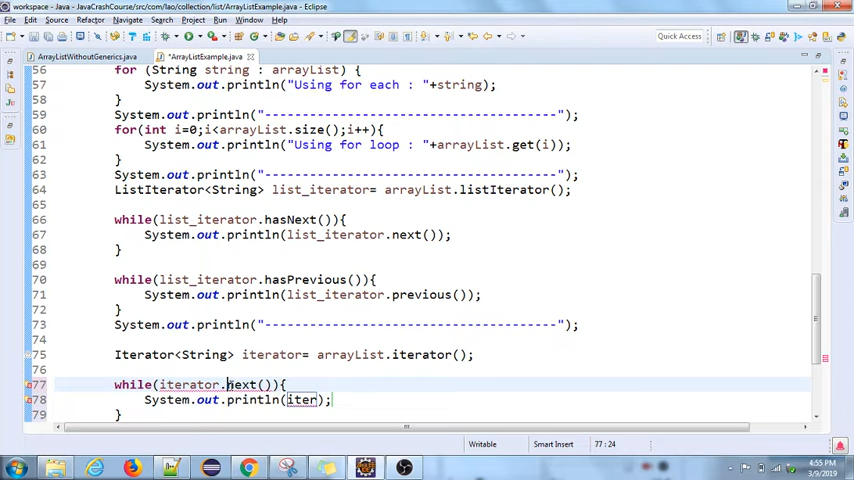 workspace - Java - JavaCrashCourse/src/com/lao/collection/list/ArrayListExample.java - Eclipse
File Edit Source Refactor Navigate Search Project Run Window Help
Quick Access
ArrayListWithoutGenerics.java *ArrayListExample.java
56 for (String string : arrayList) {
57 System.out.println("Using for each : "+string);
58 }
59 System.out.println("---------------------------------------");
60 for(int i=0;i<arrayList.size();i++){
61 System.out.println("Using for loop : "+arrayList.get(i));
62 }
63 System.out.println("---------------------------------------");
64 ListIterator<String> list_iterator= arrayList.listIterator();
65
66 while(list_iterator.hasNext()){
67 System.out.println(list_iterator.next());
68 }
69
70 while(list_iterator.hasPrevious()){
71 System.out.println(list_iterator.previous());
72 }
73 System.out.println("---------------------------------------");
74
75 Iterator<String> iterator= arrayList.iterator();
76
77 while(iterator.next()){
78 System.out.println(iter);
79 }
Writable Smart Insert 77 : 24
4:55 PM
3/9/2019